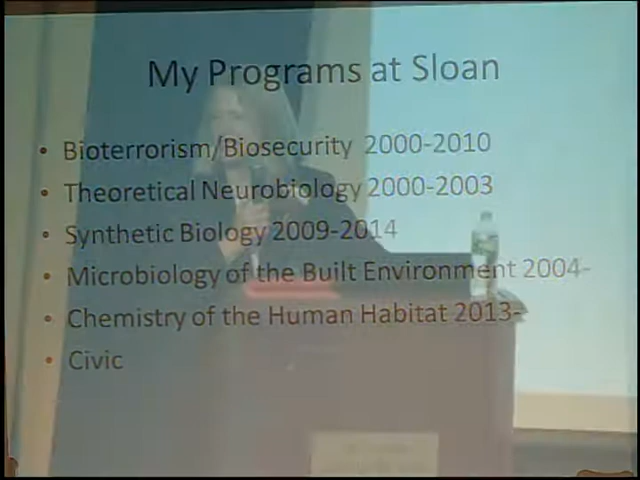 My Programs at Sloan
• Bioterrorism/Biosecurity 2000-2010
• Theoretical Neurobiology 2000-2003
• Synthetic Biology 2009-2014
• Microbiology of the Built Environment 2004-
• Chemistry of the Human Habitat 2013-
• Civic